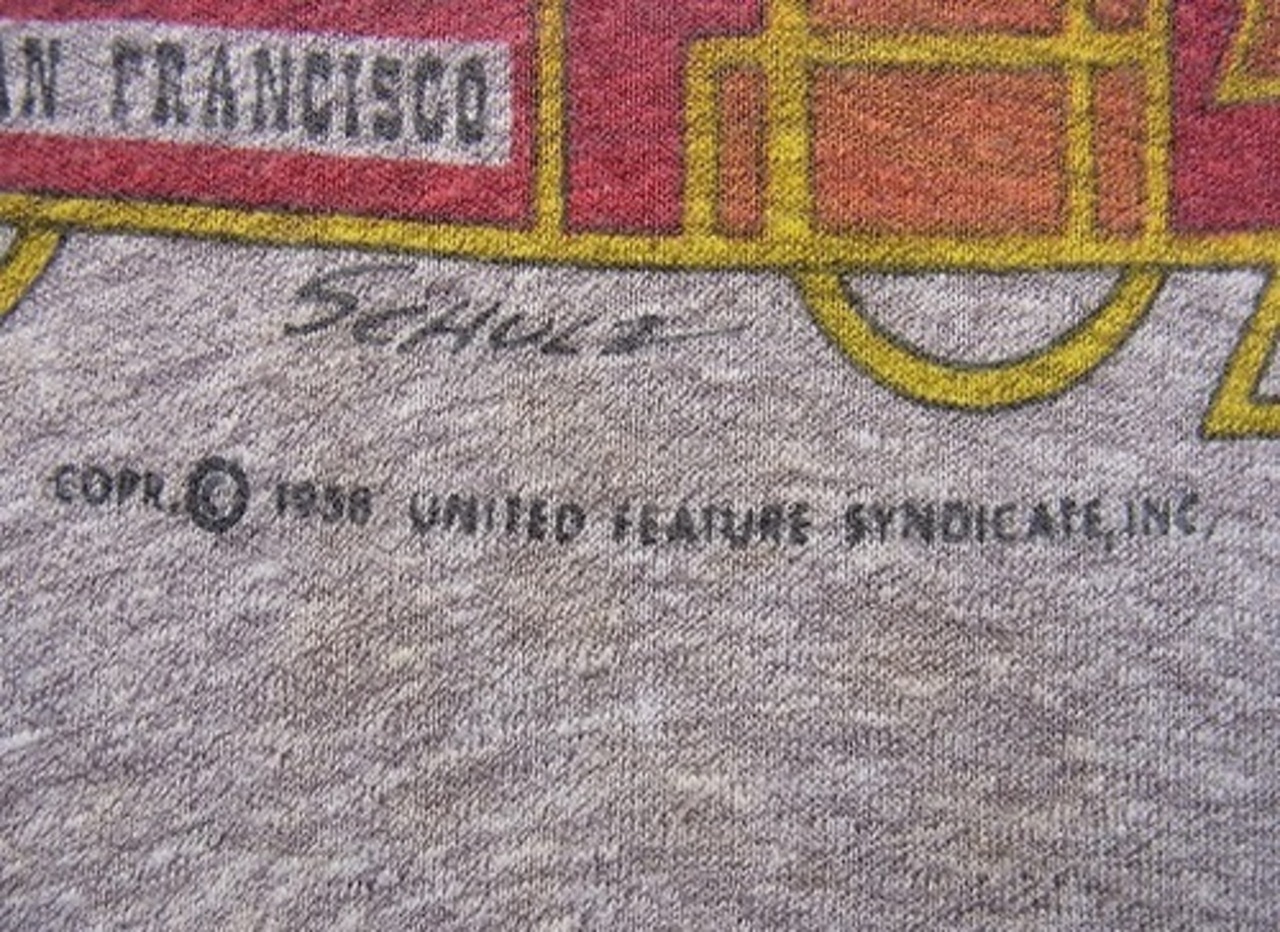 AN FRANCISCO
SCHULZ
COPR. © 1958 UNITED FEATURE SYNDICATE, INC.